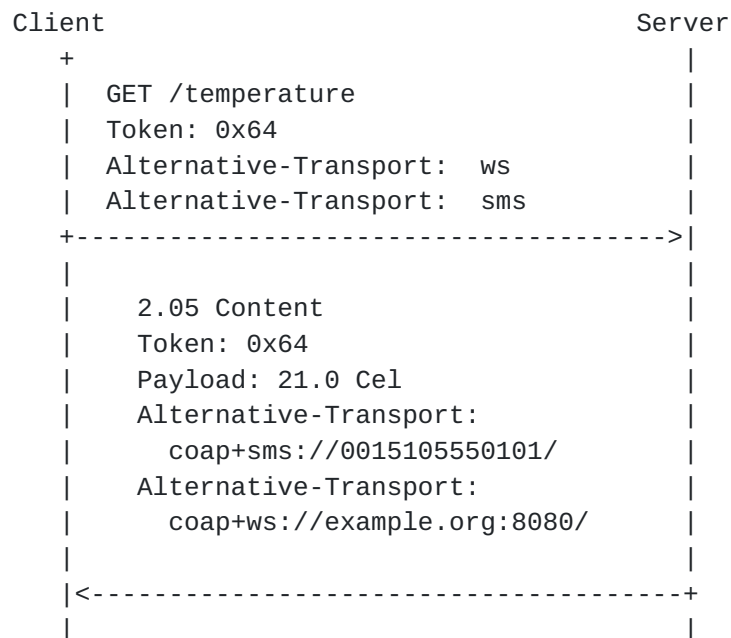 Client Server
GET /temperature
Token: 0x64
Alternative-Transport:  ws
Alternative-Transport:  sms
2.05 Content
Token: 0x64
Payload: 21.0 Cel
Alternative-Transport:
coap+sms://0015105550101/
Alternative-Transport:
coap+ws://example.org:8080/